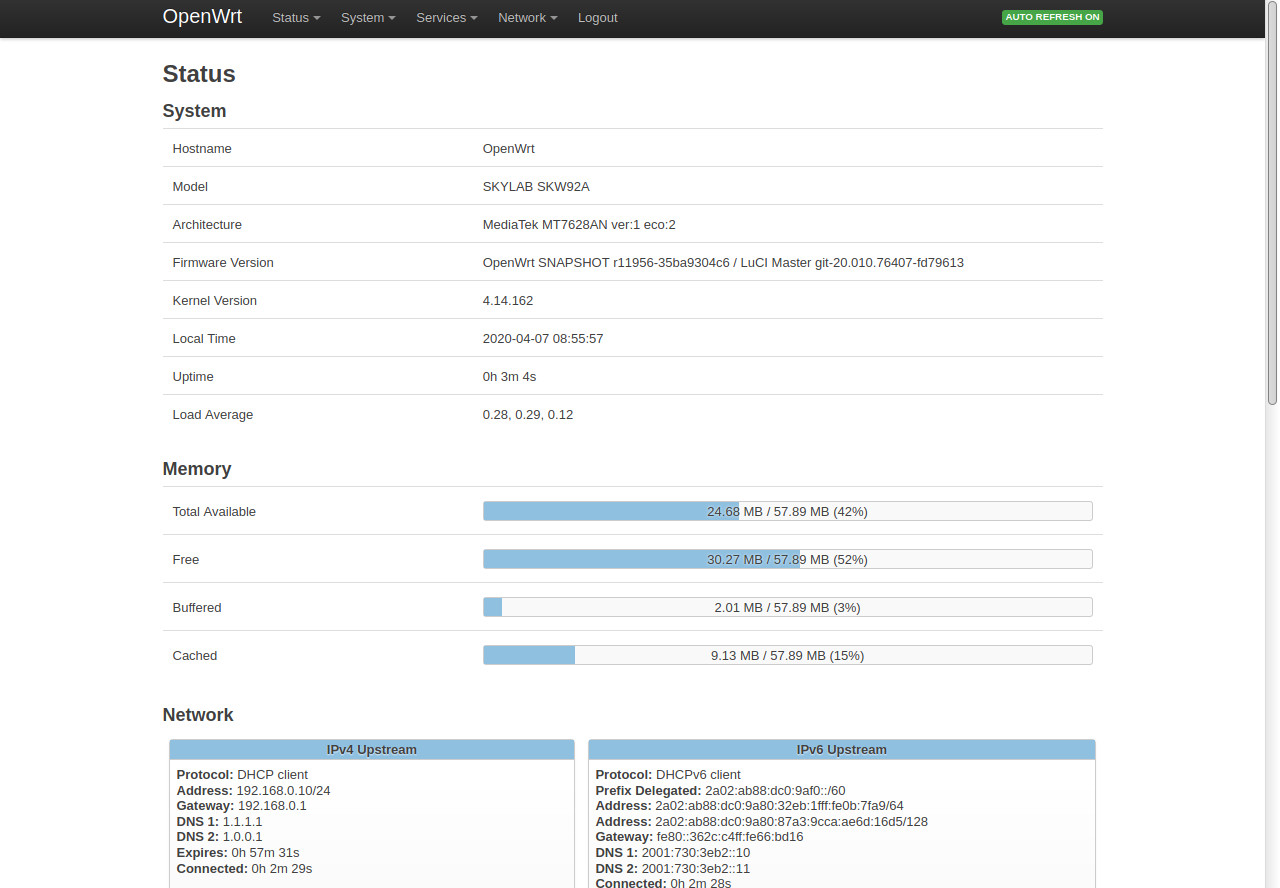 OpenWrt Status System Services Network Logout AUTO REFRESH ON
Status
System
Hostname OpenWrt
Model SKYLAB SKW92A
Architecture MediaTek MT7628AN ver:1 eco:2
Firmware Version OpenWrt SNAPSHOT r11956-35ba9304c6 / LuCI Master git-20.010.76407-fd79613
Kernel Version 4.14.162
Local Time 2020-04-07 08:55:57
Uptime 0h 3m 4s
Load Average 0.28, 0.29, 0.12
Memory
Total Available 24.68 MB / 57.89 MB (42%)
Free 30.27 MB / 57.89 MB (52%)
Buffered 2.01 MB / 57.89 MB (3%)
Cached 9.13 MB / 57.89 MB (15%)
Network
IPv4 Upstream
Protocol: DHCP client
Address: 192.168.0.10/24
Gateway: 192.168.0.1
DNS 1: 1.1.1.1
DNS 2: 1.0.0.1
Expires: 0h 57m 31s
Connected: 0h 2m 29s
IPv6 Upstream
Protocol: DHCPv6 client
Prefix Delegated: 2a02:ab88:dc0:9af0::/60
Address: 2a02:ab88:dc0:9a80:32eb:1fff:fe0b:7fa9/64
Address: 2a02:ab88:dc0:9a80:87a3:9cca:ae6d:16d5/128
Gateway: fe80::362c:c4ff:fe66:bd16
DNS 1: 2001:730:3eb2::10
DNS 2: 2001:730:3eb2::11
Connected: 0h 2m 28s